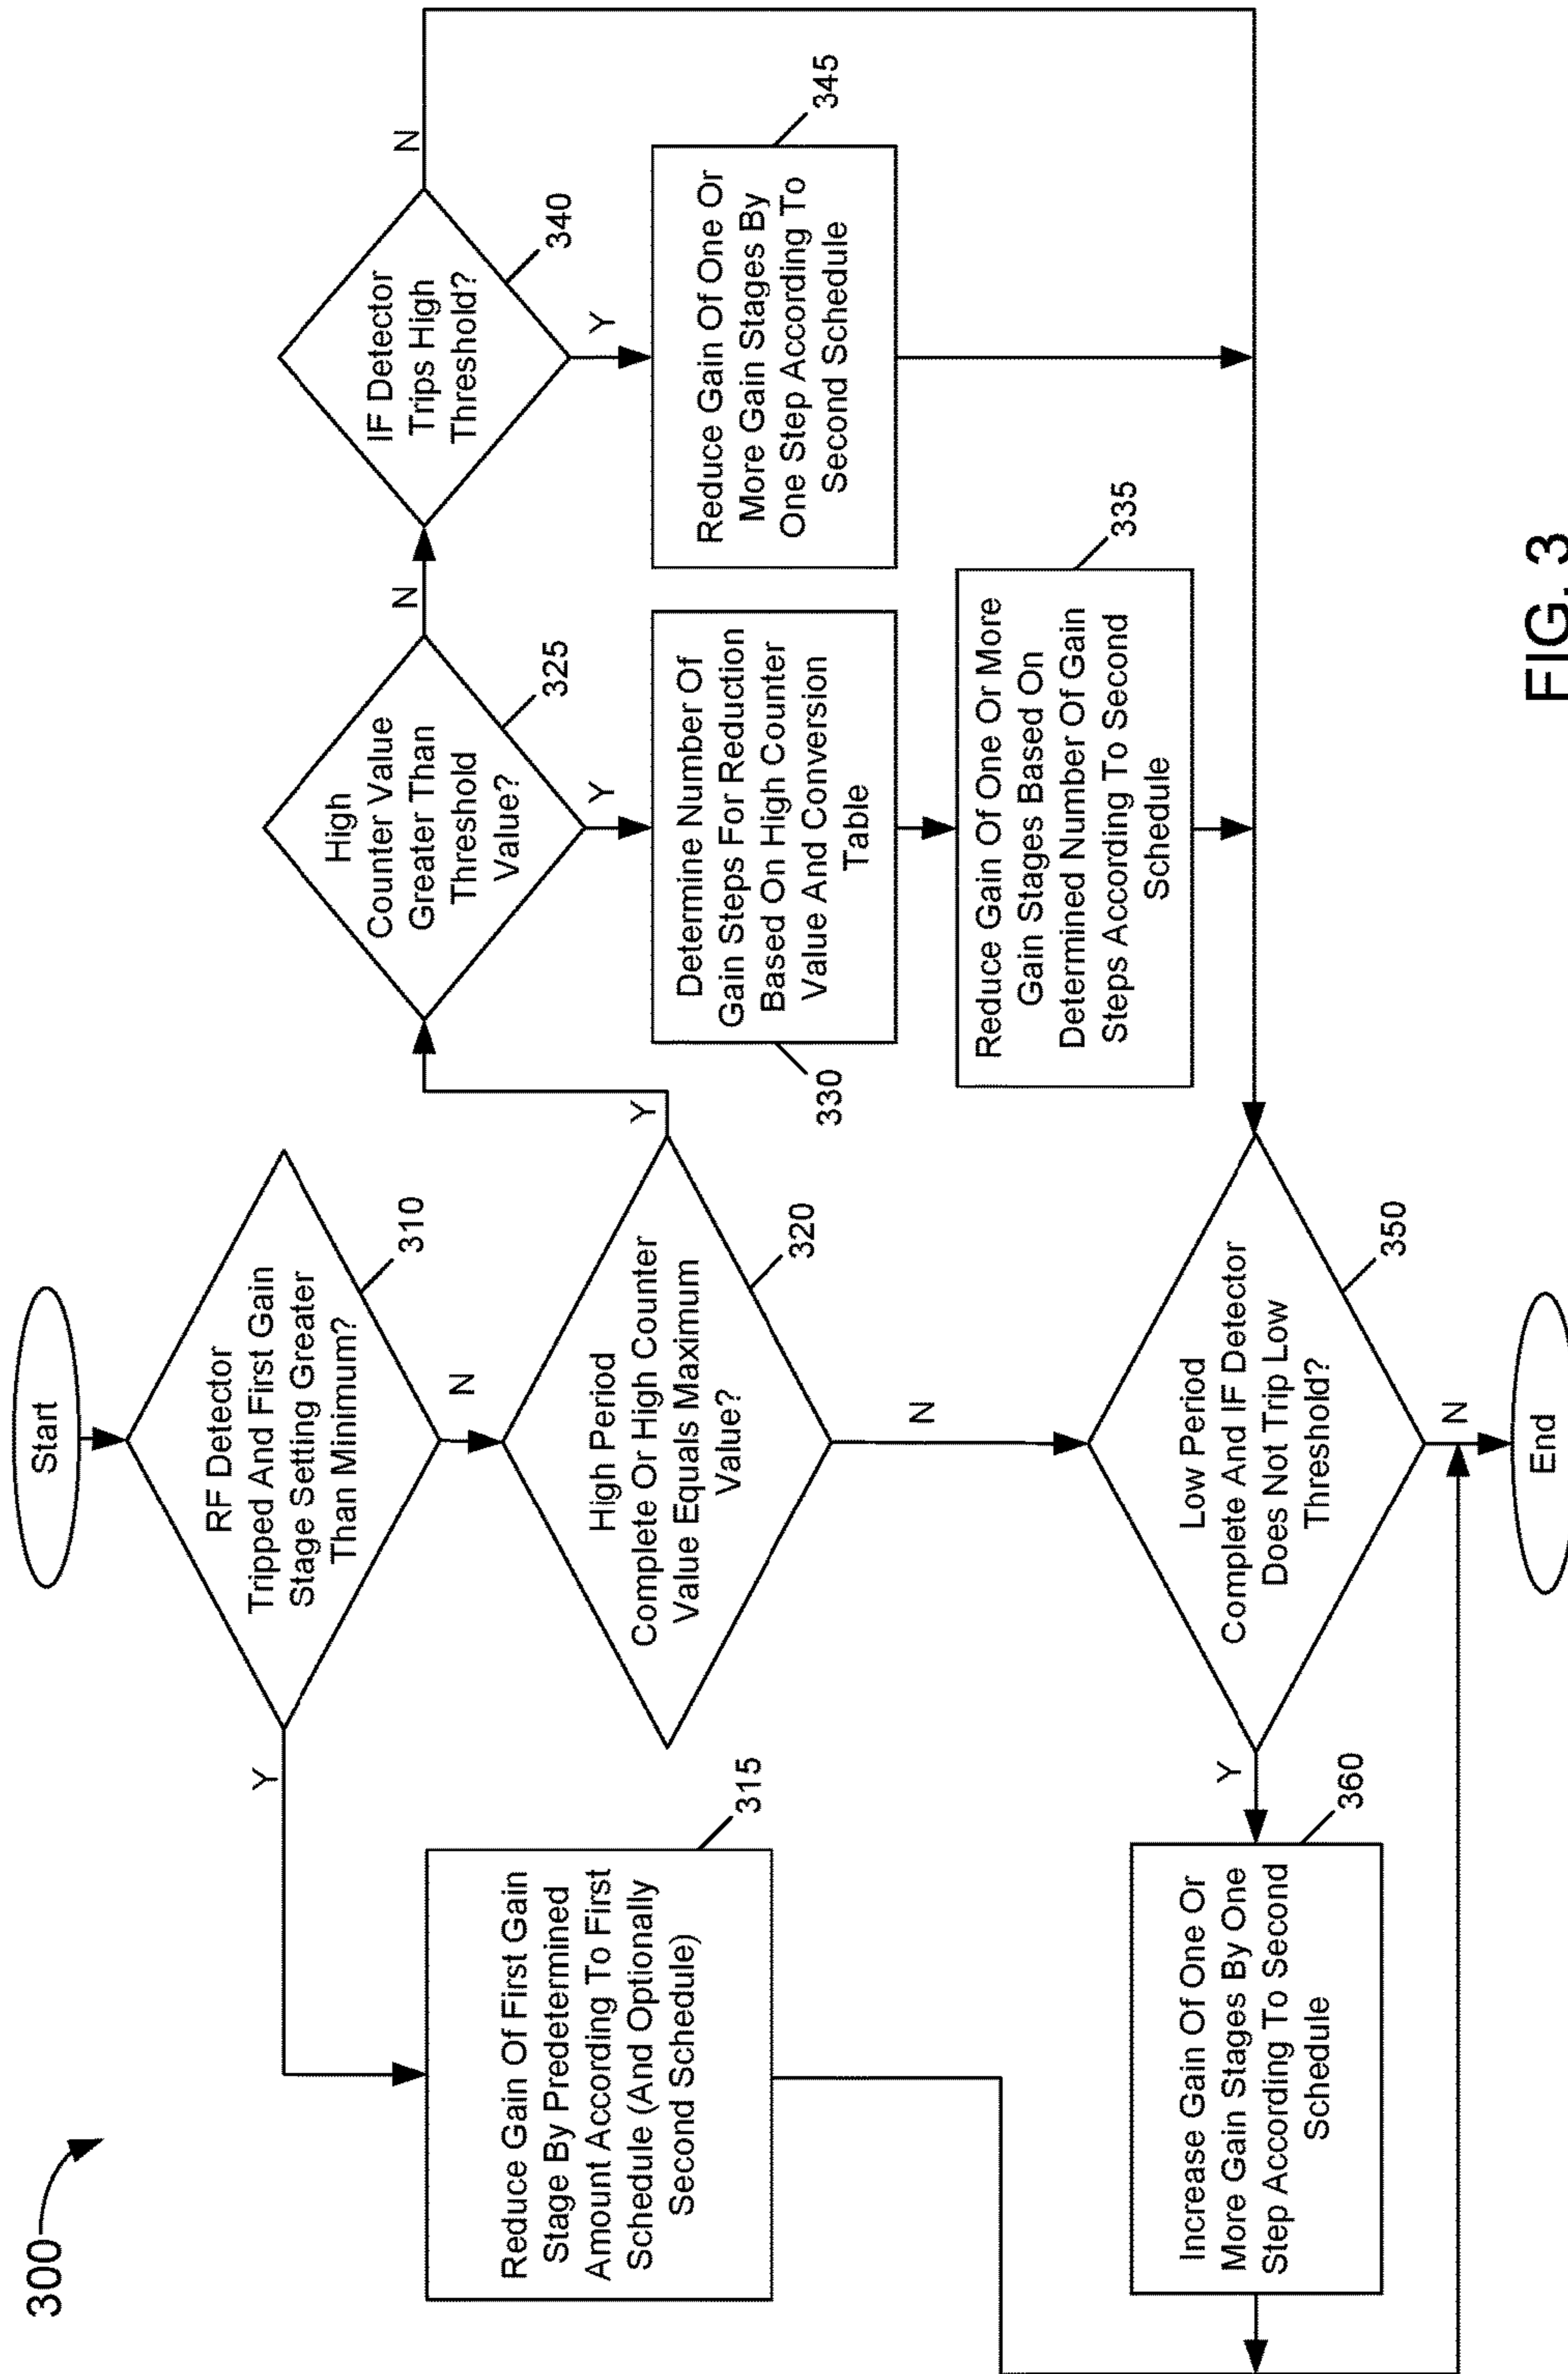 300
Start
RF Detector
Tripped And First Gain
Stage Setting Greater
Than Minimum?
310
Y
N
Reduce Gain Of First Gain
Stage By Predetermined
Amount According To First
Schedule (And Optionally
Second Schedule)
315
High Period
Complete Or High Counter
Value Equals Maximum
Value?
320
Y
N
High
Counter Value
Greater Than
Threshold
Value?
325
N
Y
IF Detector
Trips High
Threshold?
340
N
Y
Determine Number Of
Gain Steps For Reduction
Based On High Counter
Value And Conversion
Table
330
Reduce Gain Of One Or
More Gain Stages By
One Step According To
Second Schedule
345
Reduce Gain Of One Or More
Gain Stages Based On
Determined Number Of Gain
Steps According To Second
Schedule
335
Low Period
Complete And IF Detector
Does Not Trip Low
Threshold?
350
Y
N
Increase Gain Of One Or
More Gain Stages By One
Step According To Second
Schedule
360
End
FIG. 3